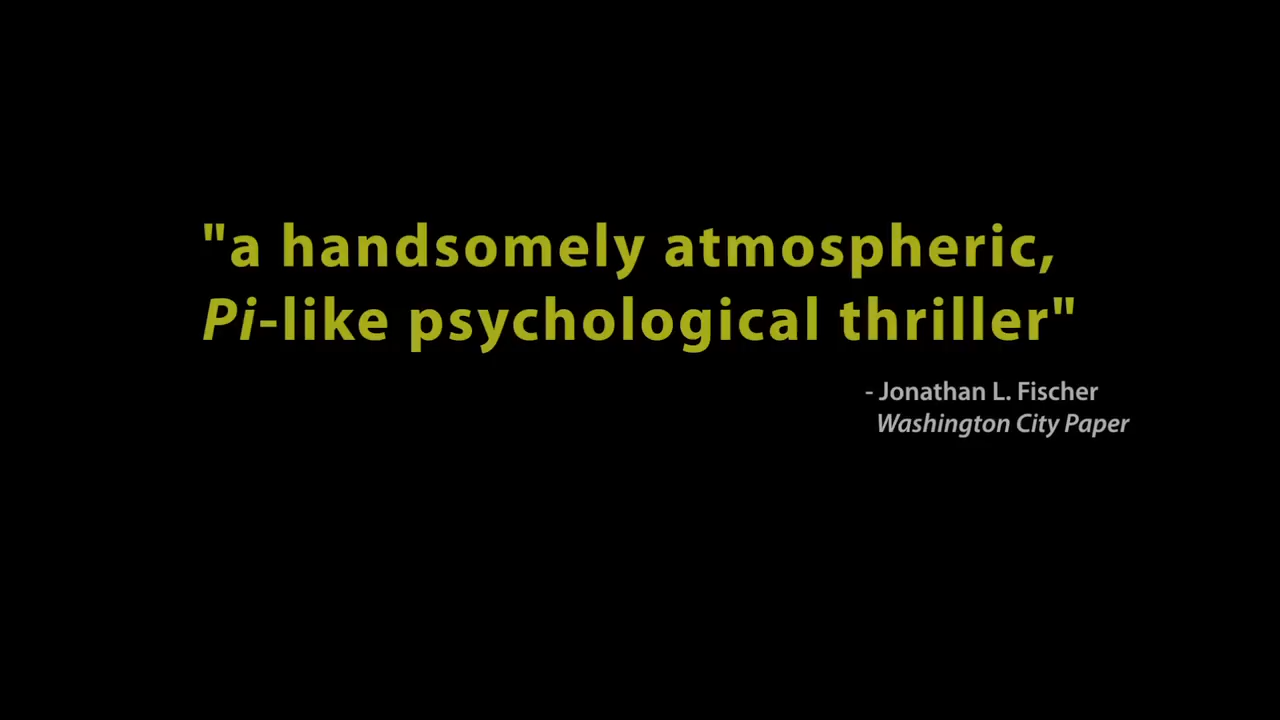 "a handsomely atmospheric,
Pi-like psychological thriller"
- Jonathan L. Fischer
Washington City Paper